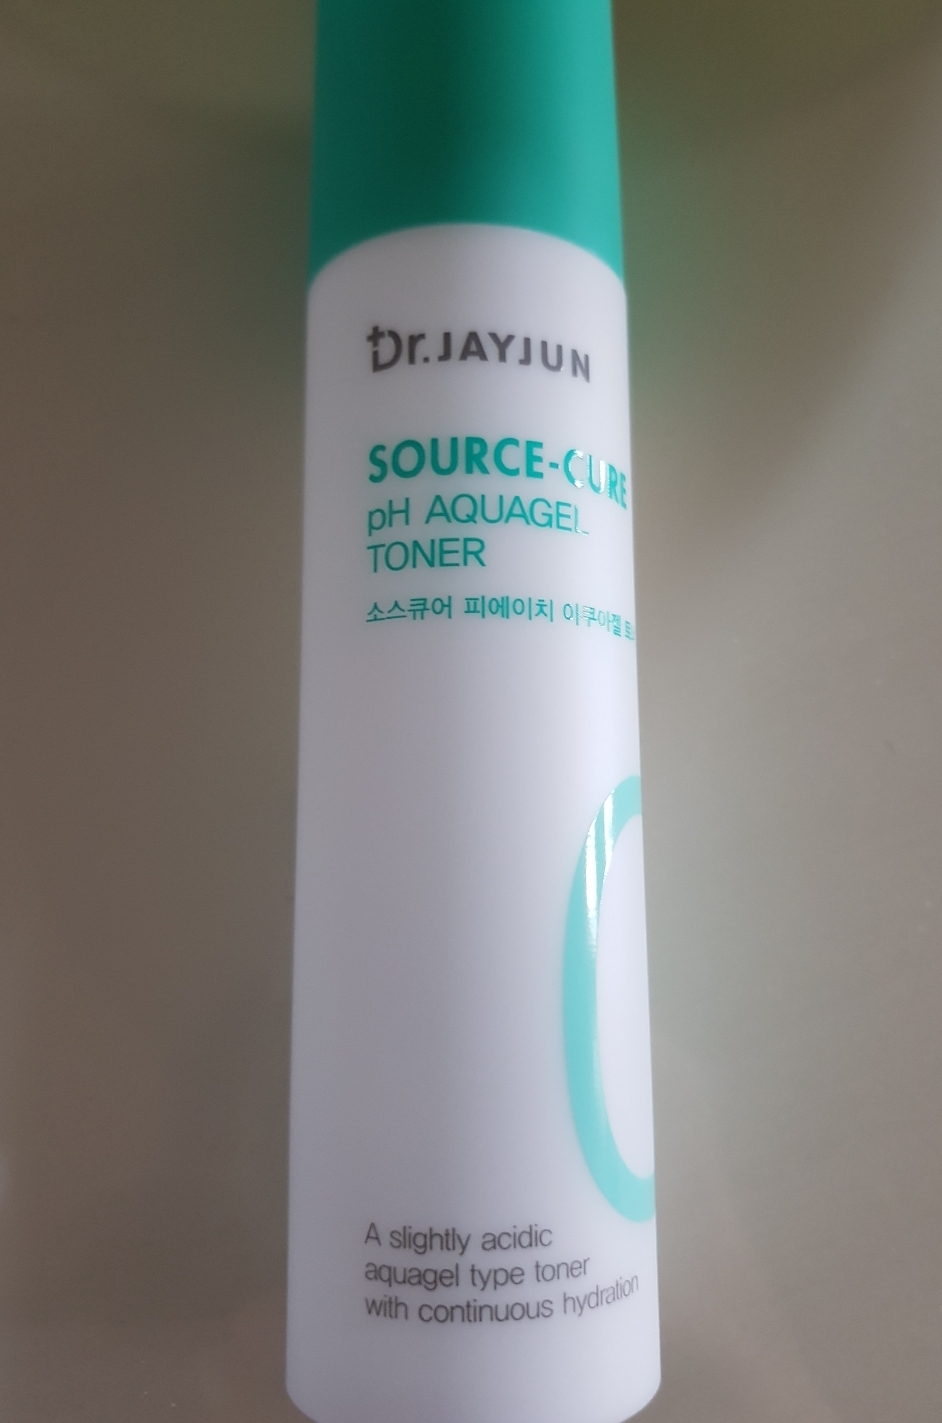 Dr.JAYJUN
SOURCE-CURE
pH AQUAGEL
TONER
소스큐어 피에이치 아쿠아젤
A slightly acidic
aquagel type toner
with continuous hydration